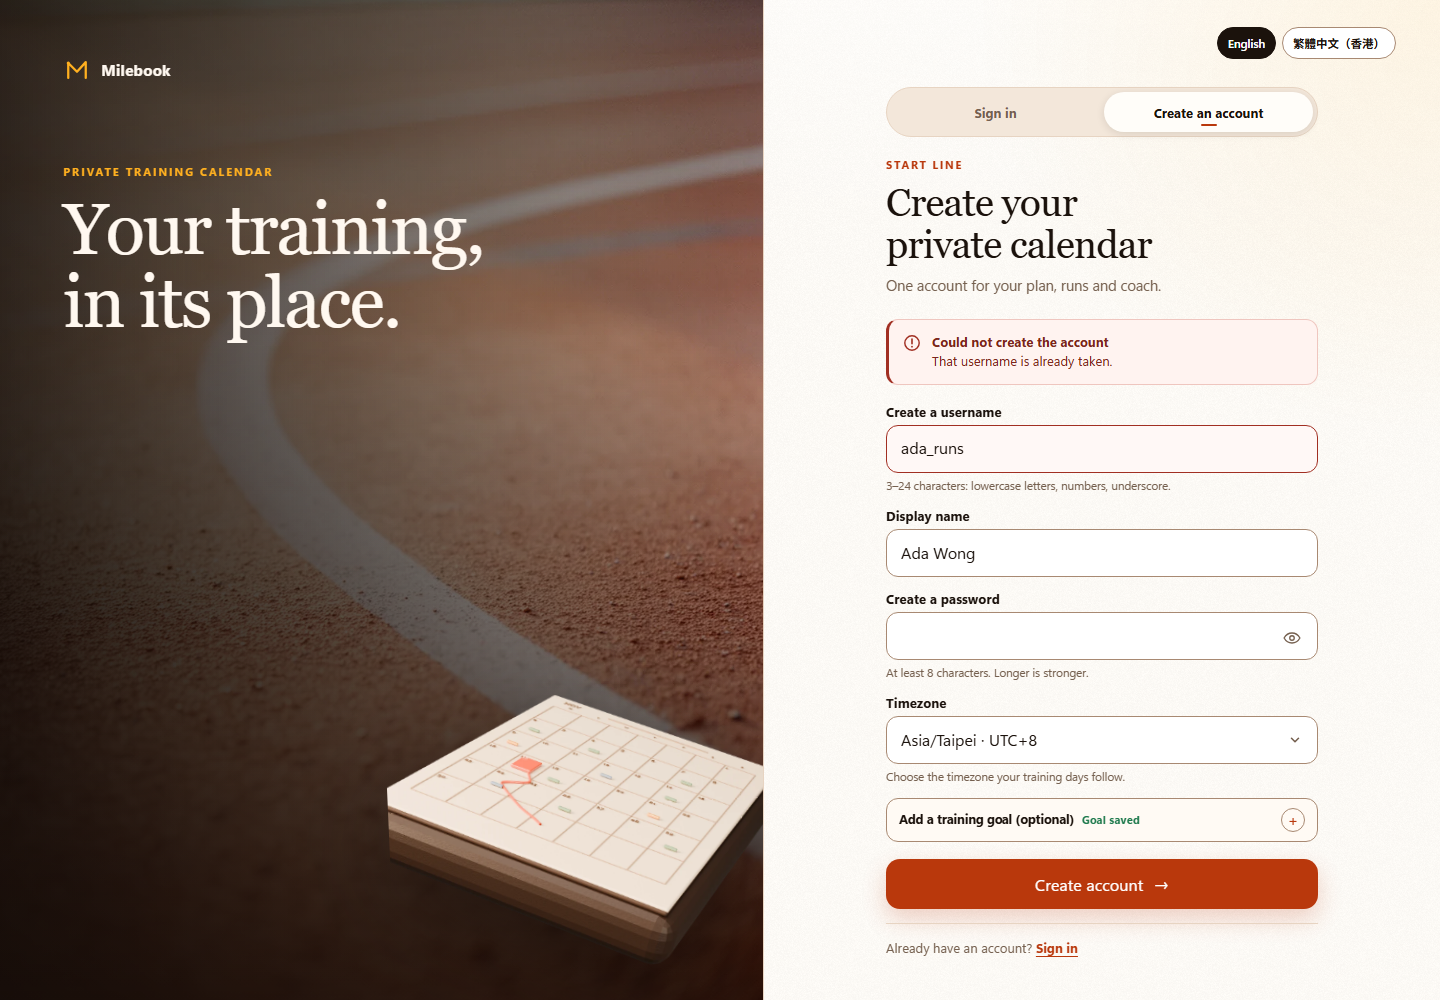 Milebook
PRIVATE TRAINING CALENDAR
Your training,
in its place.
English
繁體中文（香港）
Sign in
Create an account
START LINE
Create your
private calendar
One account for your plan, runs and coach.
Could not create the account
That username is already taken.
Create a username
ada_runs
3–24 characters: lowercase letters, numbers, underscore.
Display name
Ada Wong
Create a password
At least 8 characters. Longer is stronger.
Timezone
Asia/Taipei · UTC+8
Choose the timezone your training days follow.
Add a training goal (optional) Goal saved
Create account →
Already have an account? Sign in